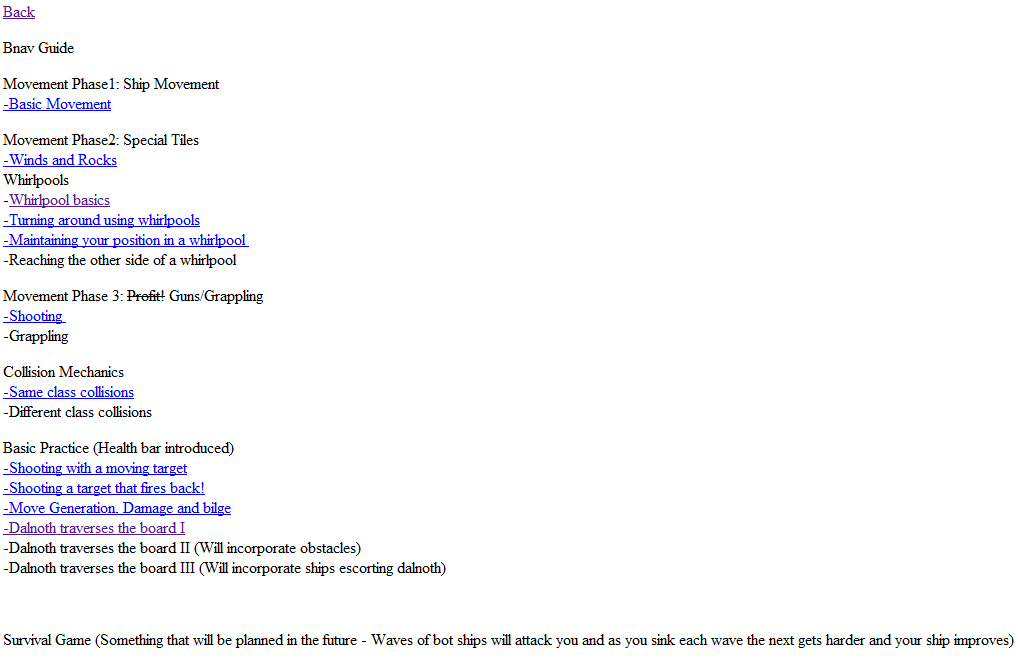 Back
Bnav Guide
Movement Phase1: Ship Movement
-Basic Movement
Movement Phase2: Special Tiles
-Winds and Rocks
Whirlpools
-Whirlpool basics
-Turning around using whirlpools
-Maintaining your position in a whirlpool
-Reaching the other side of a whirlpool
Movement Phase 3: Profit! Guns/Grappling
-Shooting
-Grappling
Collision Mechanics
-Same class collisions
-Different class collisions
Basic Practice (Health bar introduced)
-Shooting with a moving target
-Shooting a target that fires back!
-Move Generation, Damage and bilge
-Dalnoth traverses the board I
-Dalnoth traverses the board II (Will incorporate obstacles)
-Dalnoth traverses the board III (Will incorporate ships escorting dalnoth)
Survival Game (Something that will be planned in the future - Waves of bot ships will attack you and as you sink each wave the next gets harder and your ship improves)